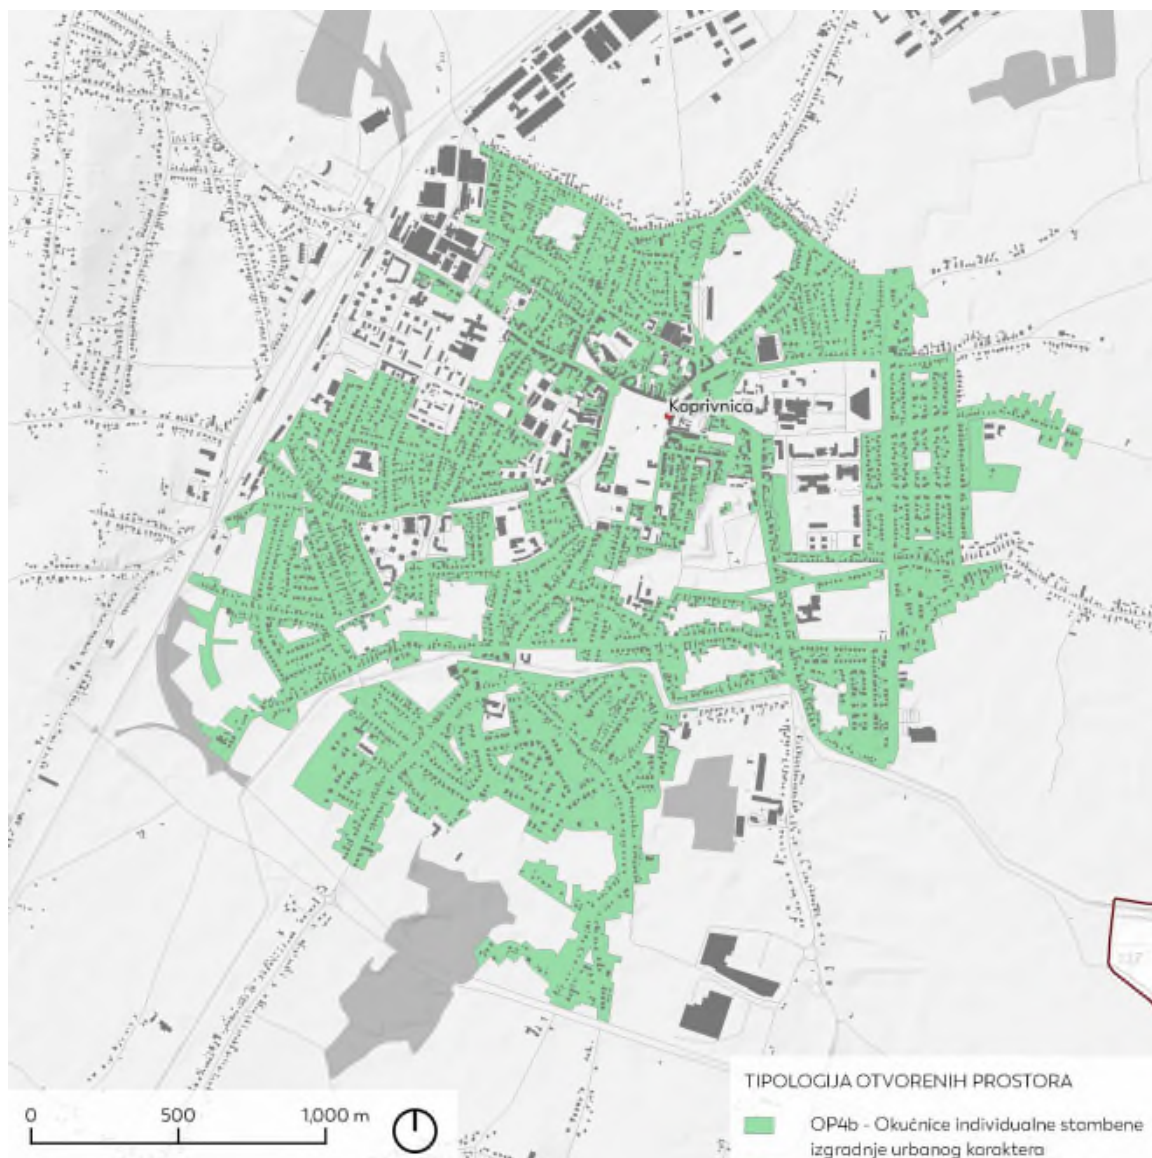 Koprivnica
TIPOLOGIJA OTVORENIH PROSTORA
0 500 1,000 m
OP4b - Okućnice individualne stambene
izgradnje urbanog karaktera